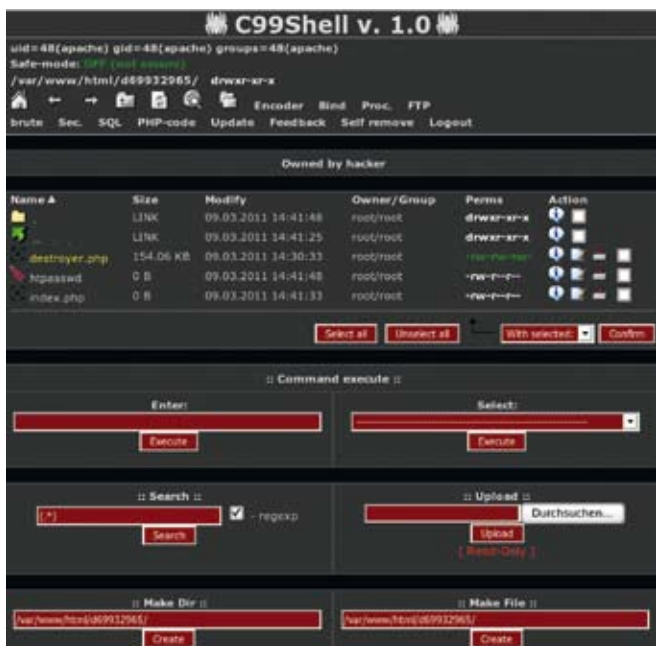 C99Shell v. 1.0
uid=48(apache) gid=48(apache) groups=48(apache)
Safe-mode: OFF (not secure)
/var/www/html/d69932965/ drwxr-xr-x
Encoder Bind Proc. FTP
brute Sec. SQL PHP-code Update Feedback Self remove Logout
Owned by hacker
Name Size Modify Owner/Group Perms Action
. LINK 09.03.2011 14:41:48 root/root drwxr-xr-x
.. LINK 09.03.2011 14:41:25 root/root drwxr-xr-x
destroyer.php 154.06 KB 09.03.2011 14:30:33 root/root -rw-rw-rw-
htpasswd 0 B 09.03.2011 14:41:48 root/root -rw-r--r--
index.php 0 B 09.03.2011 14:41:33 root/root -rw-r--r--
Select all Unselect all With selected: Confirm
:: Command execute ::
Enter: Select:
Execute Execute
:: Search :: :: Upload ::
(.*) - regexp Durchsuchen...
Search Upload
[ Read-Only ]
:: Make Dir :: :: Make File ::
/var/www/html/d69932965/ /var/www/html/d69932965/
Create Create